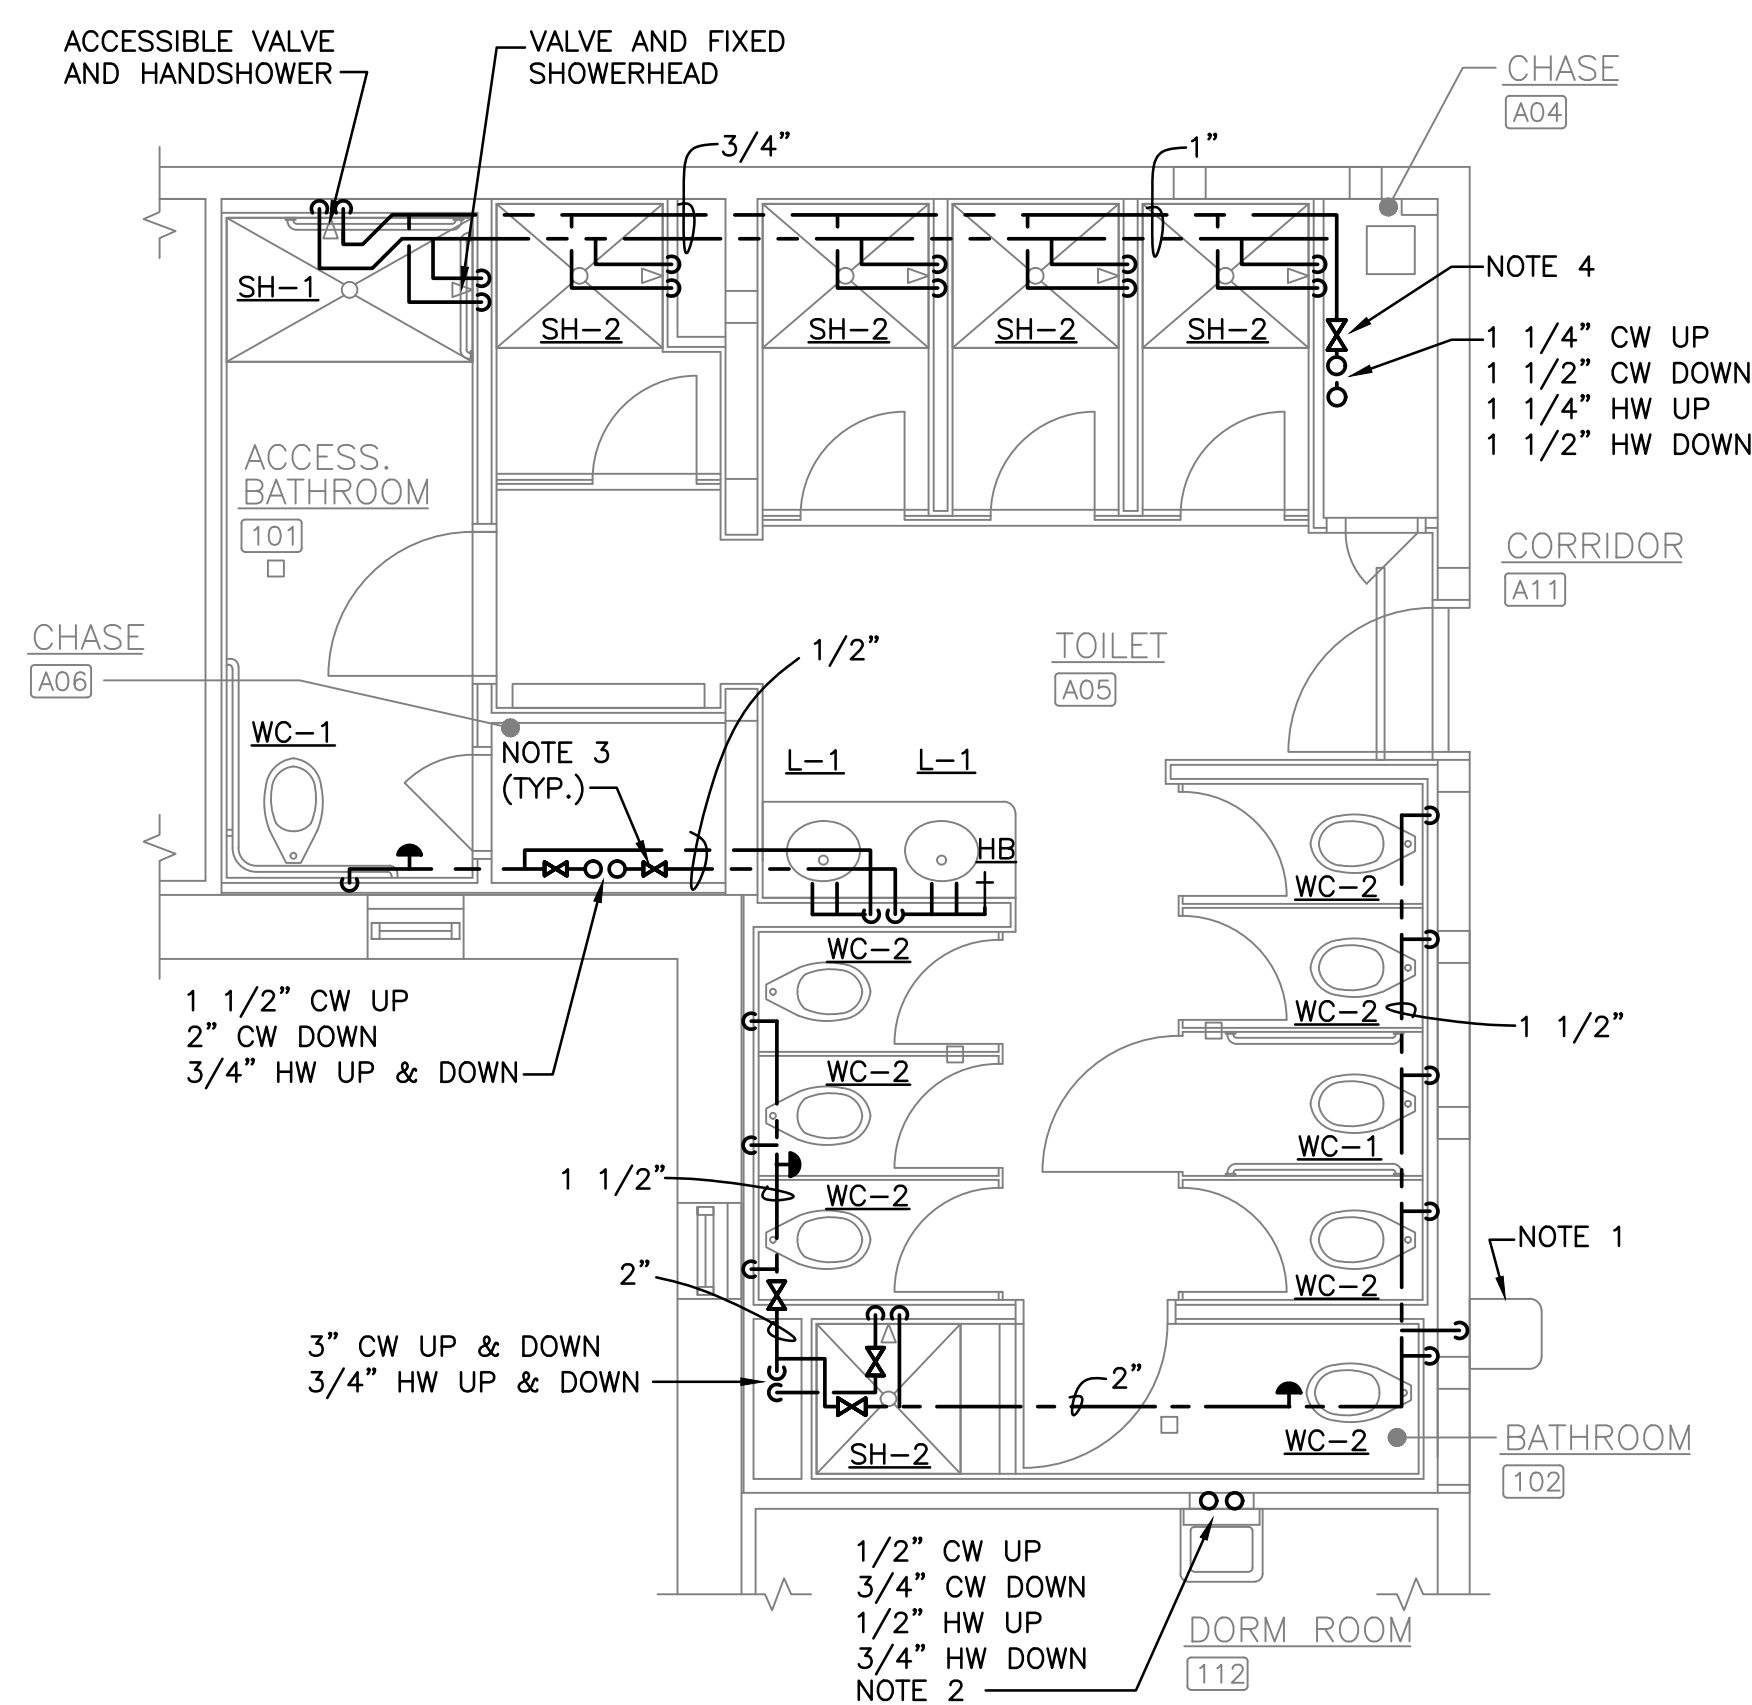 ACCESSIBLE VALVE
AND HANDSHOWER
VALVE AND FIXED
SHOWERHEAD
CHASE
A04
3/4”
1”
SH-1
SH-2
SH-2
SH-2
SH-2
NOTE 4
1 1/4” CW UP
1 1/2” CW DOWN
1 1/4” HW UP
1 1/2” HW DOWN
ACCESS.
BATHROOM
101
CORRIDOR
A11
CHASE
A06
1/2”
TOILET
A05
WC-1
NOTE 3
(TYP.)
L-1
L-1
HB
WC-2
WC-2
1 1/2” CW UP
2” CW DOWN
3/4” HW UP & DOWN
WC-2
1 1/2”
WC-2
WC-1
1 1/2”
WC-2
NOTE 1
2”
WC-2
3” CW UP & DOWN
3/4” HW UP & DOWN
2”
SH-2
WC-2
BATHROOM
102
1/2” CW UP
3/4” CW DOWN
1/2” HW UP
3/4” HW DOWN
NOTE 2
DORM ROOM
112